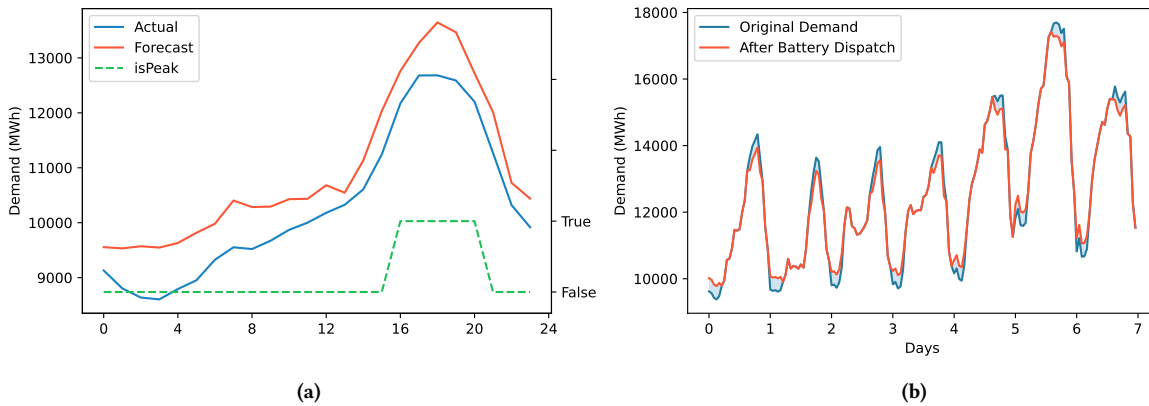 Actual
Forecast
isPeak
Demand (MWh)
13000
12000
11000
10000
9000
True
False
0 4 8 12 16 20 24
(a)
Original Demand
After Battery Dispatch
Demand (MWh)
18000
16000
14000
12000
10000
0 1 2 3 4 5 6 7
Days
(b)